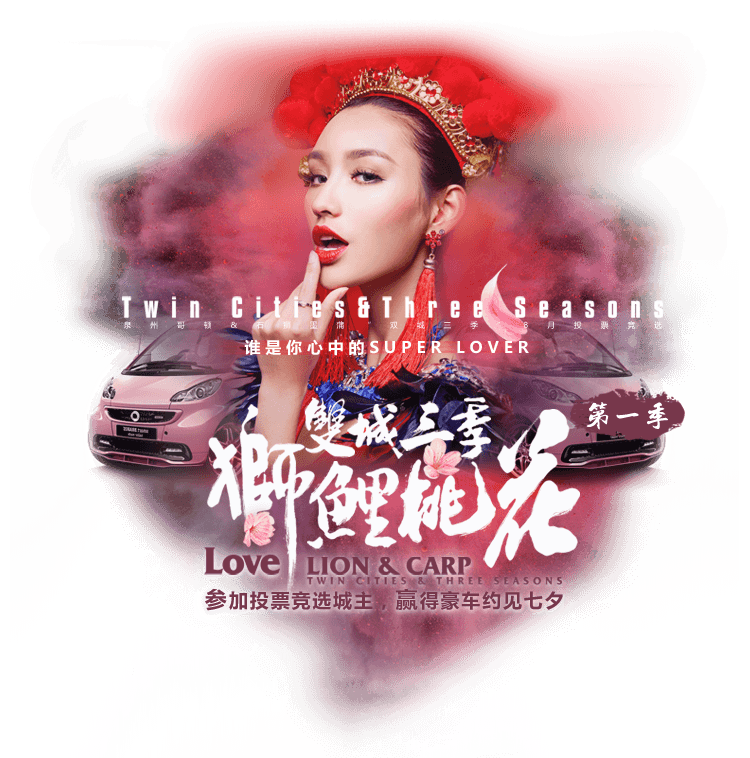 Twin Cities&Three Seasons
谁是你心中的SUPER LOVER
第一季
雙城三季
獅鲤桃花
Love LION & CARP
TWIN CITIES & THREE SEASONS
参加投票竞选城主，赢得豪车约见七夕